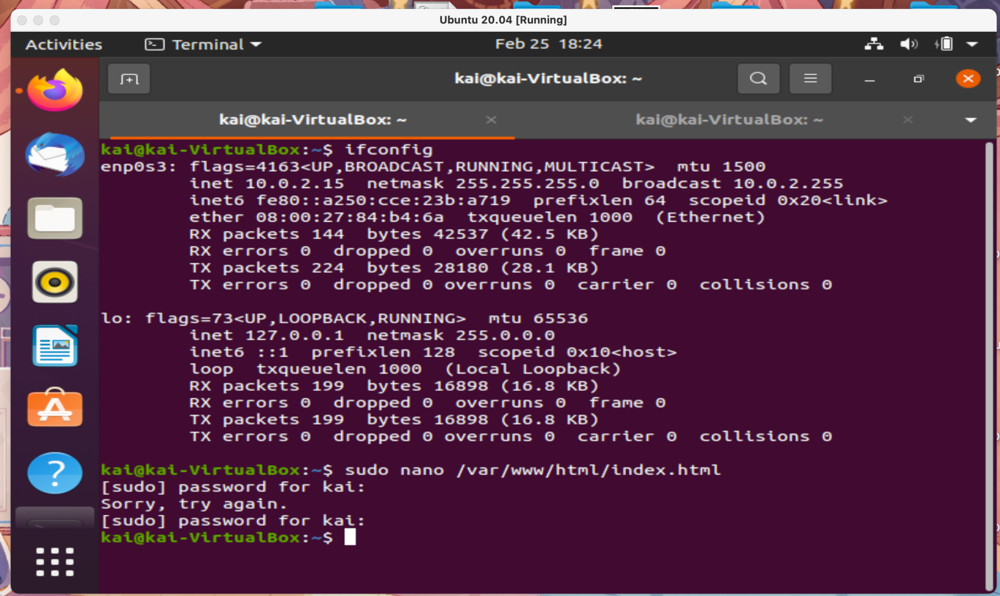 Ubuntu 20.04 [Running]
Activities Terminal Feb 25 18:24
kai@kai-VirtualBox: ~
kai@kai-VirtualBox: ~ kai@kai-VirtualBox: ~
kai@kai-VirtualBox:~$ ifconfig
enp0s3: flags=4163<UP,BROADCAST,RUNNING,MULTICAST>  mtu 1500
        inet 10.0.2.15  netmask 255.255.255.0  broadcast 10.0.2.255
        inet6 fe80::a250:cce:23b:a719  prefixlen 64  scopeid 0x20<link>
        ether 08:00:27:84:b4:6a  txqueuelen 1000  (Ethernet)
        RX packets 144  bytes 42537 (42.5 KB)
        RX errors 0  dropped 0  overruns 0  frame 0
        TX packets 224  bytes 28180 (28.1 KB)
        TX errors 0  dropped 0 overruns 0  carrier 0  collisions 0
lo: flags=73<UP,LOOPBACK,RUNNING>  mtu 65536
        inet 127.0.0.1  netmask 255.0.0.0
        inet6 ::1  prefixlen 128  scopeid 0x10<host>
        loop  txqueuelen 1000  (Local Loopback)
        RX packets 199  bytes 16898 (16.8 KB)
        RX errors 0  dropped 0  overruns 0  frame 0
        TX packets 199  bytes 16898 (16.8 KB)
        TX errors 0  dropped 0 overruns 0  carrier 0  collisions 0
kai@kai-VirtualBox:~$ sudo nano /var/www/html/index.html
[sudo] password for kai:
Sorry, try again.
[sudo] password for kai:
kai@kai-VirtualBox:~$